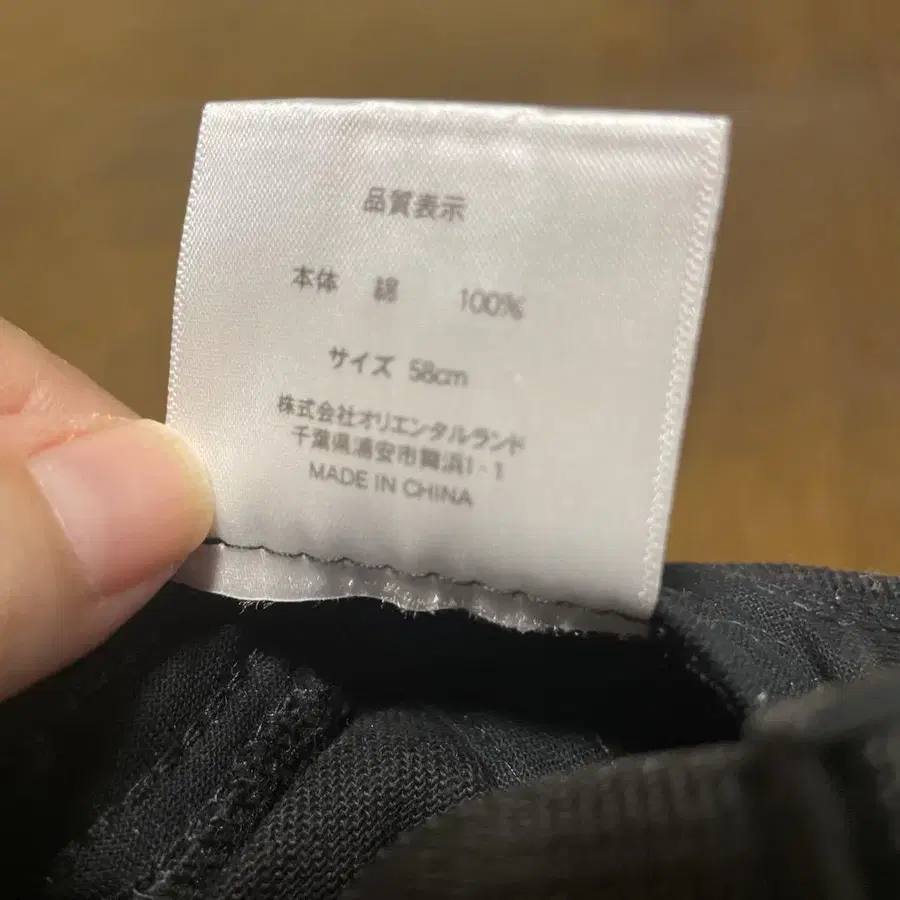 品質表示
本体 綿 100%
サイズ 58cm
株式会社オリエンタルランド
千葉県浦安市舞浜1-1
MADE IN CHINA